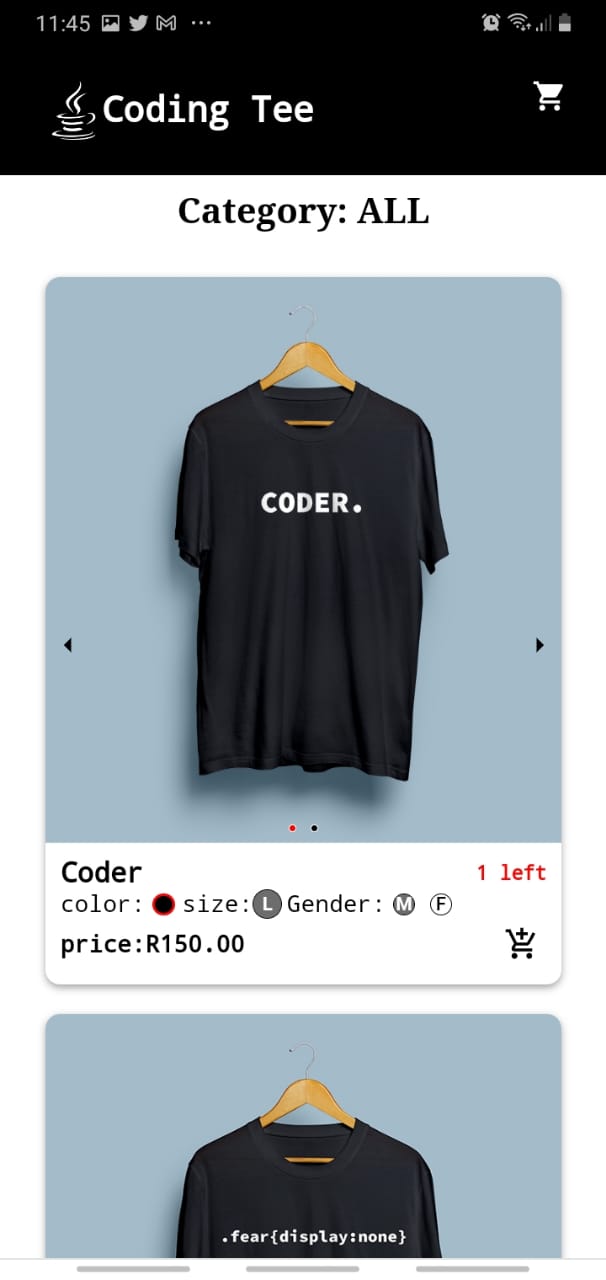 11:45
Coding Tee
Category: ALL
CODER.
Coder
1 left
color: size: L Gender: M F
price:R150.00
.fear{display:none}